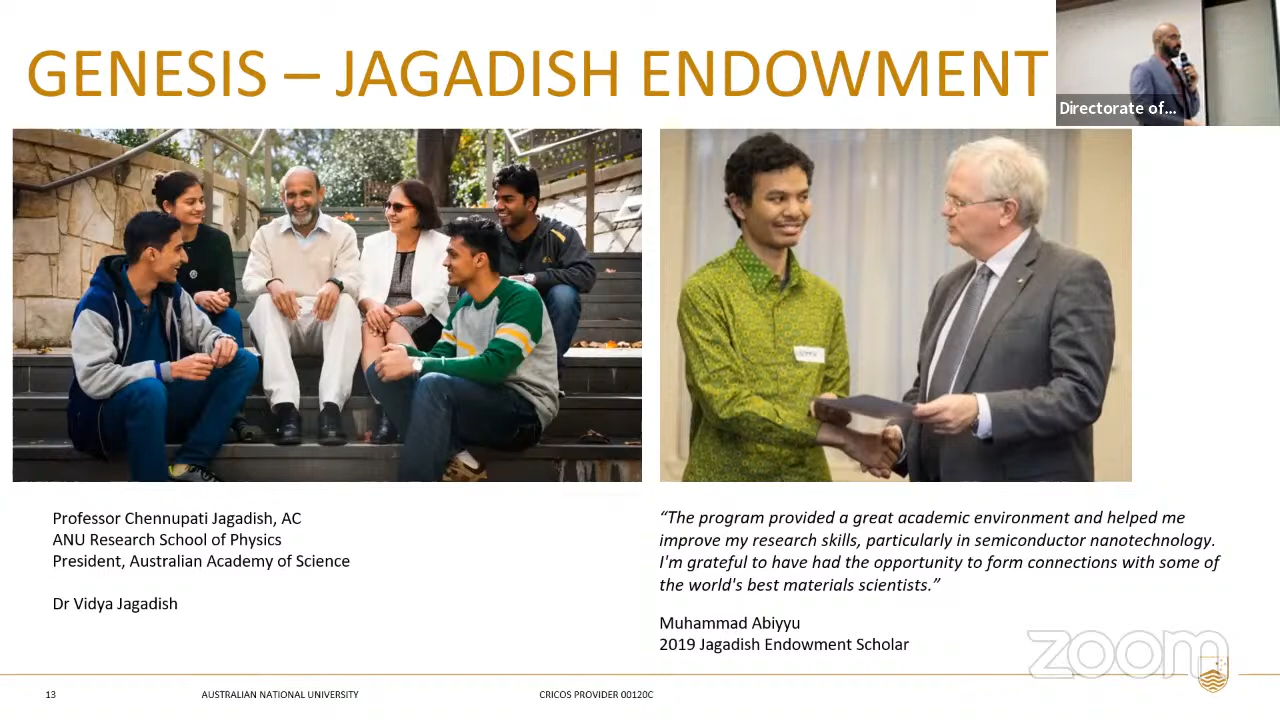 GENESIS – JAGADISH ENDOWMENT
Directorate of...
Professor Chennupati Jagadish, AC
ANU Research School of Physics
President, Australian Academy of Science
Dr Vidya Jagadish
“The program provided a great academic environment and helped me
improve my research skills, particularly in semiconductor nanotechnology.
I'm grateful to have had the opportunity to form connections with some of
the world's best materials scientists.”
Muhammad Abiyyu
2019 Jagadish Endowment Scholar
zoom
13
AUSTRALIAN NATIONAL UNIVERSITY
CRICOS PROVIDER 00120C